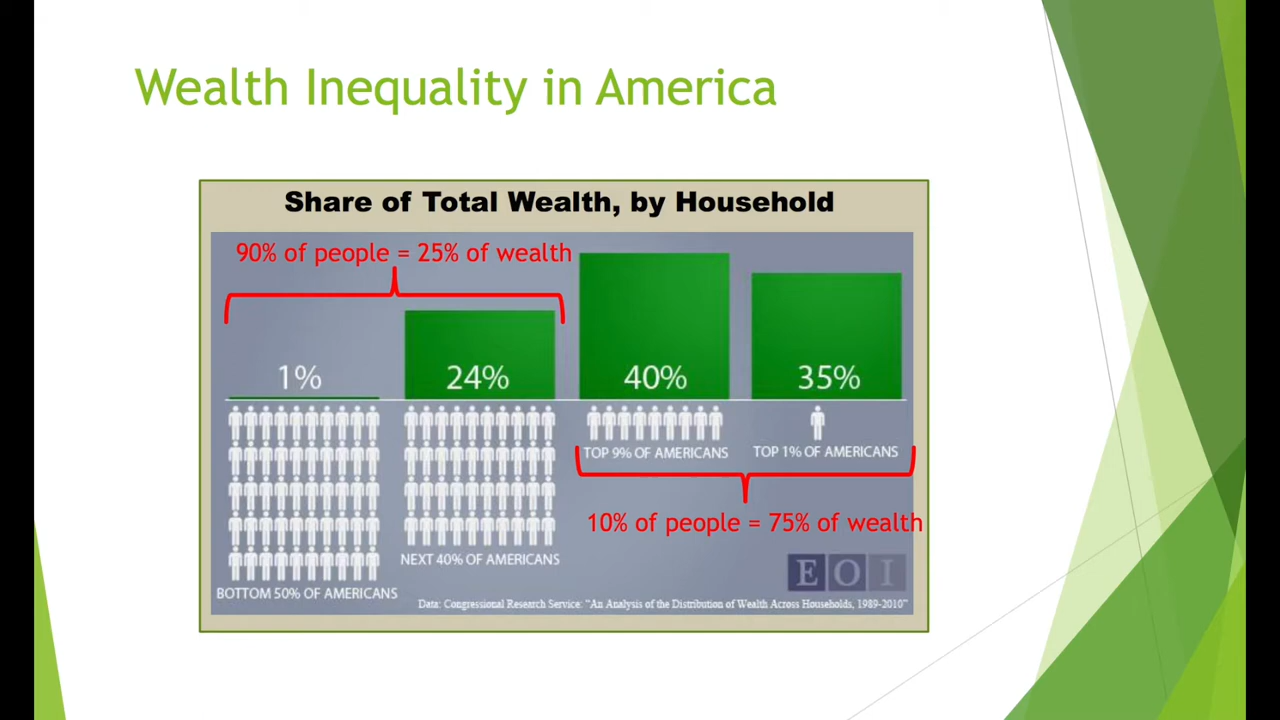 Wealth Inequality in America
Share of Total Wealth, by Household
90% of people = 25% of wealth
1%
24%
40%
35%
TOP 9% OF AMERICANS
TOP 1% OF AMERICANS
10% of people = 75% of wealth
NEXT 40% OF AMERICANS
BOTTOM 50% OF AMERICANS
EOI
Data: Congressional Research Service: "An Analysis of the Distribution of Wealth Across Households, 1989-2010"